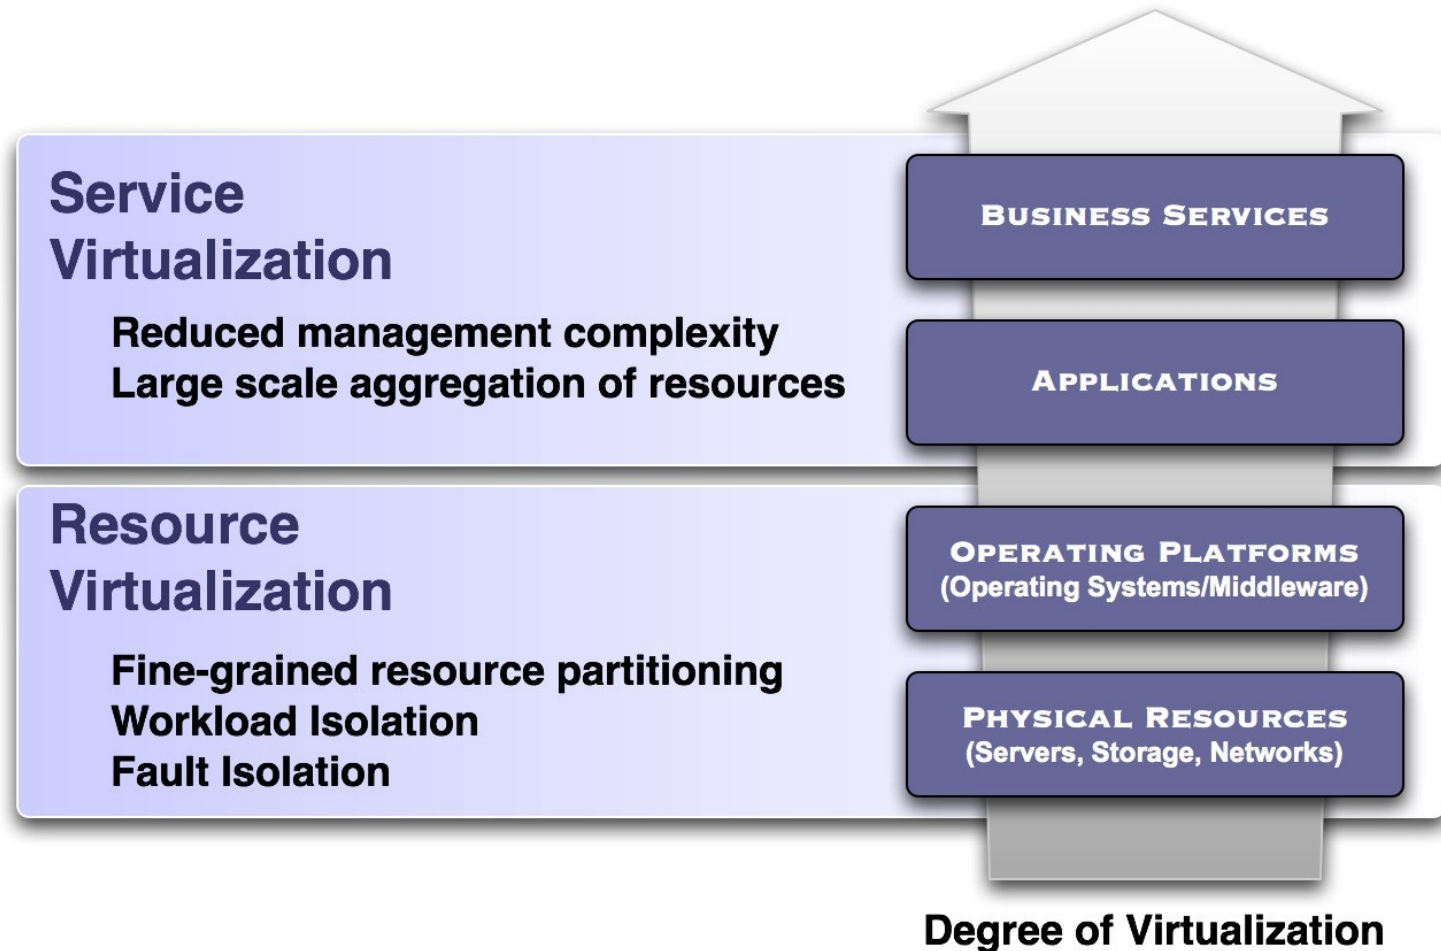 Service
Virtualization
Reduced management complexity
Large scale aggregation of resources
BUSINESS SERVICES
APPLICATIONS
Resource
Virtualization
Fine-grained resource partitioning
Workload Isolation
Fault Isolation
OPERATING PLATFORMS
(Operating Systems/Middleware)
PHYSICAL RESOURCES
(Servers, Storage, Networks)
Degree of Virtualization